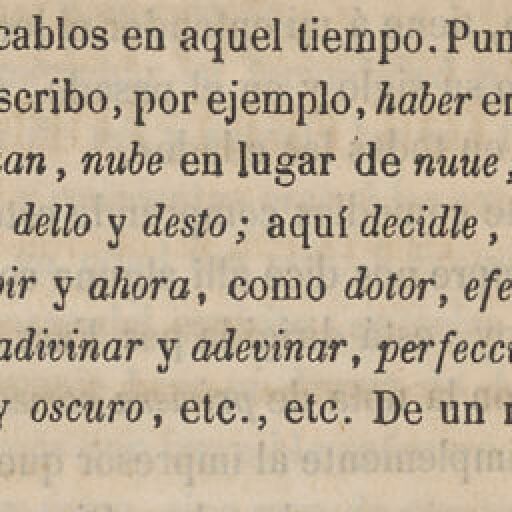 cablos en aquel tiempo. Pun
scribo, por ejemplo, haber en
tan, nube en lugar de nuue,
dello y desto; aquí decidle,
bir y ahora, como dotor, efe
adivinar y adevinar, perfecci
y oscuro, etc., etc. De un